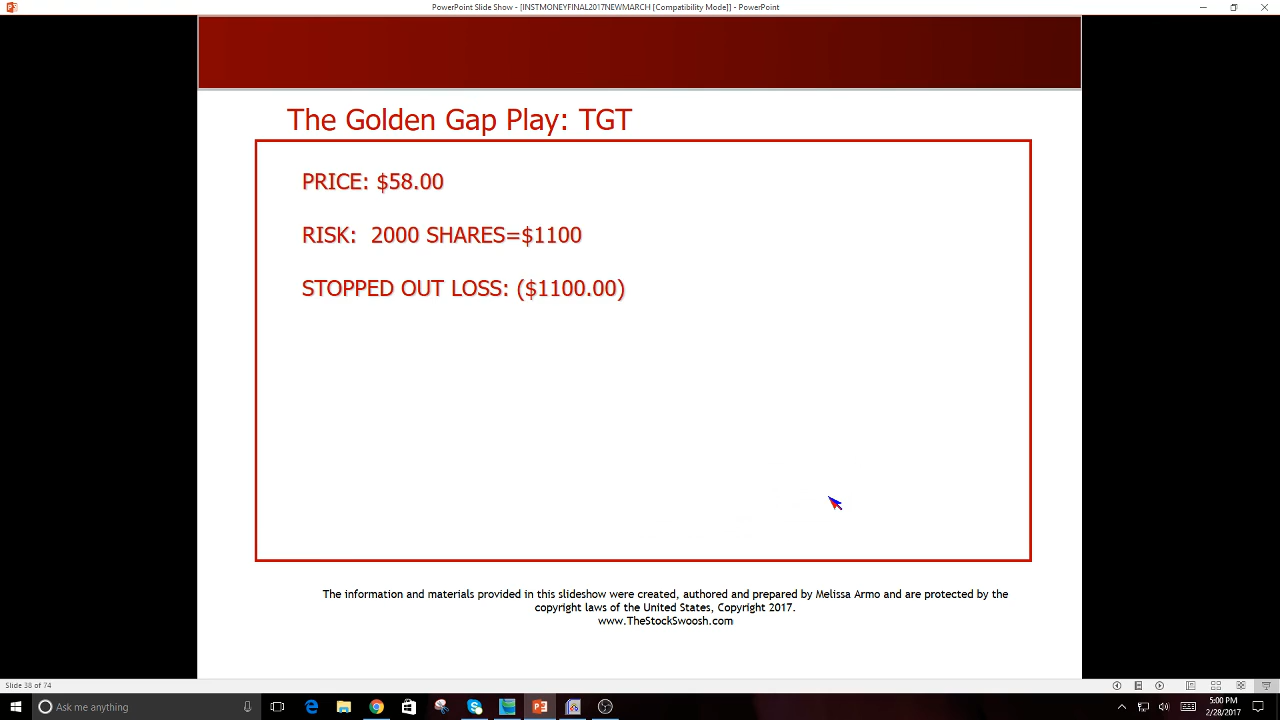 PowerPoint Slide Show - [INSTMONEYFINAL2017NEWMARCH [Compatibility Mode]] - PowerPoint
The Golden Gap Play: TGT
PRICE: $58.00
RISK:  2000 SHARES=$1100
STOPPED OUT LOSS: ($1100.00)
The information and materials provided in this slideshow were created, authored and prepared by Melissa Armo and are protected by the
copyright laws of the United States, Copyright 2017.
www.TheStockSwoosh.com
Slide 38 of 74
Ask me anything
5:00 PM
2/28/2017